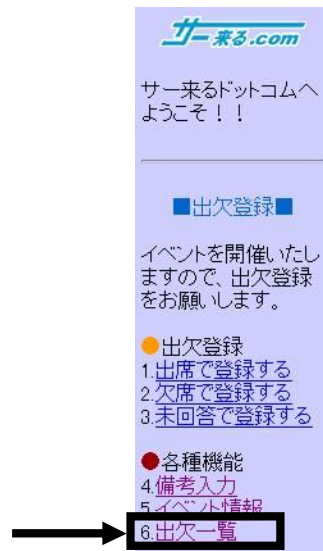 サー来る.com
サー来るドットコムへ
ようこそ！！
■出欠登録■
イベントを開催いたし
ますので、出欠登録
をお願いします。
●出欠登録
1.出席で登録する
2.欠席で登録する
3.未回答で登録する
●各種機能
4.備考入力
5.イベント情報
6.出欠一覧